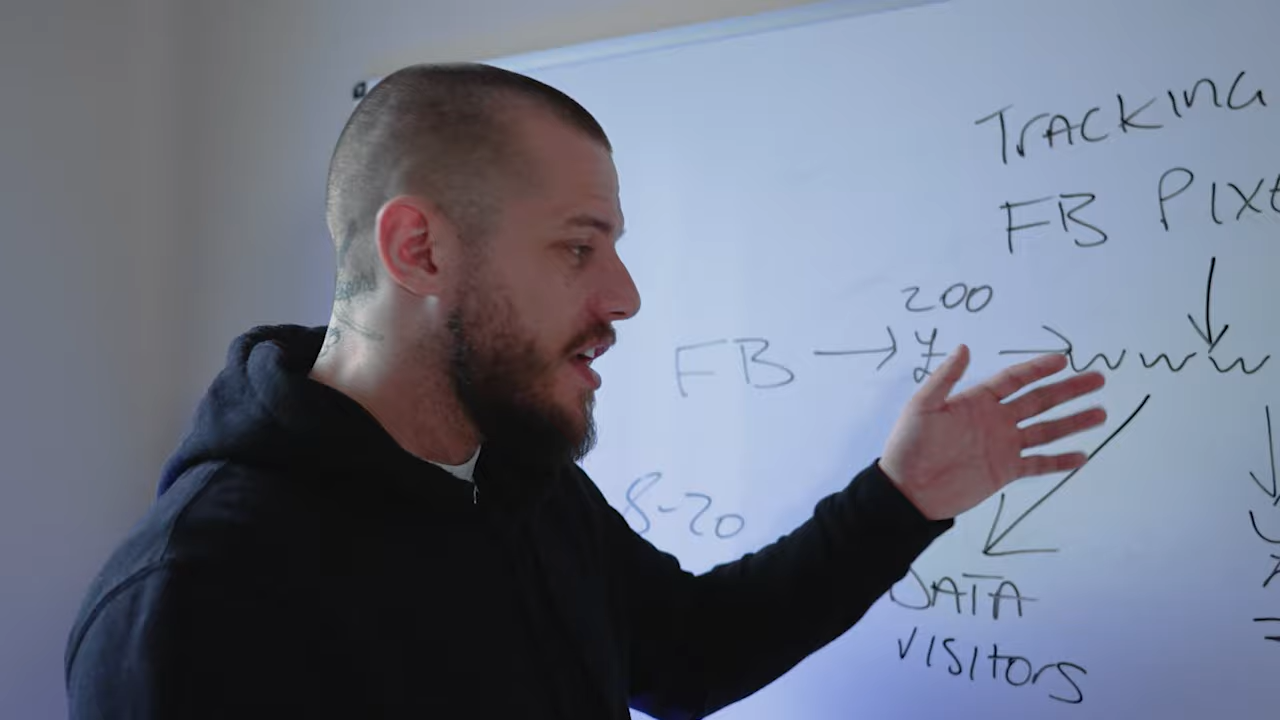 TRACKING
FB PIXE
200
FB → £ → www
8-20
DATA
VISITORS